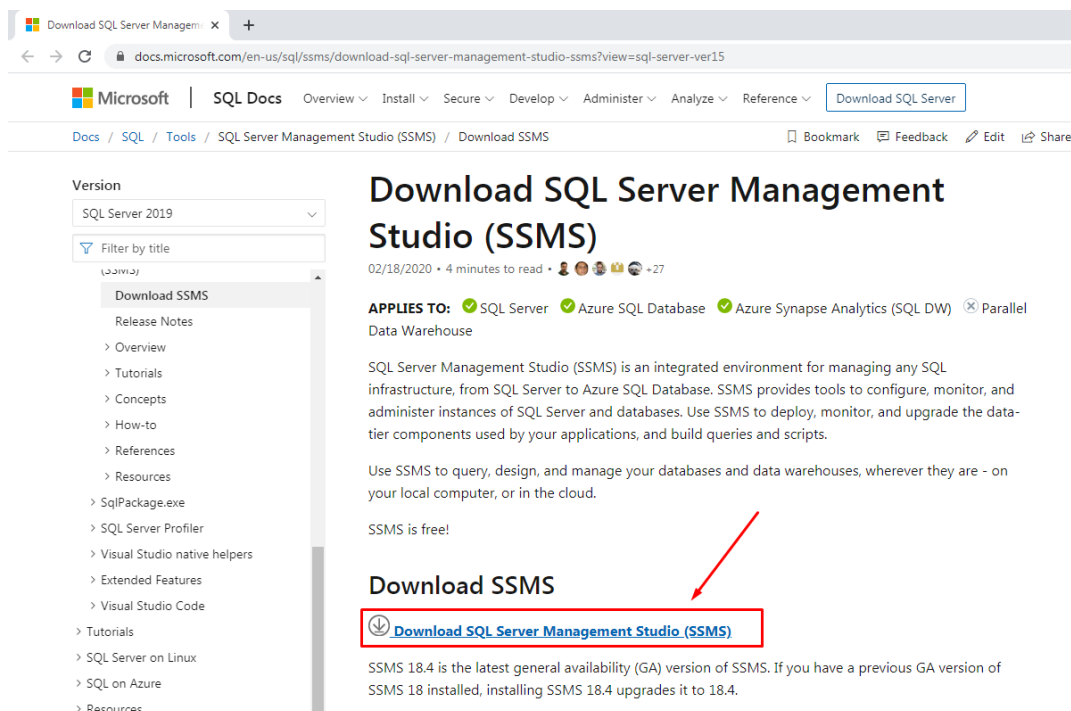 Download SQL Server Managem
docs.microsoft.com/en-us/sql/ssms/download-sql-server-management-studio-ssms?view=sql-server-ver15
Microsoft SQL Docs Overview Install Secure Develop Administer Analyze Reference Download SQL Server
Docs / SQL / Tools / SQL Server Management Studio (SSMS) / Download SSMS Bookmark Feedback Edit Share
Version
SQL Server 2019
Filter by title
(SSMS)
Download SSMS
Release Notes
> Overview
> Tutorials
> Concepts
> How-to
> References
> Resources
> SqlPackage.exe
> SQL Server Profiler
> Visual Studio native helpers
> Extended Features
> Visual Studio Code
> Tutorials
> SQL Server on Linux
> SQL on Azure
> Resources
Download SQL Server Management
Studio (SSMS)
02/18/2020 • 4 minutes to read • +27
APPLIES TO: SQL Server Azure SQL Database Azure Synapse Analytics (SQL DW) Parallel
Data Warehouse
SQL Server Management Studio (SSMS) is an integrated environment for managing any SQL
infrastructure, from SQL Server to Azure SQL Database. SSMS provides tools to configure, monitor, and
administer instances of SQL Server and databases. Use SSMS to deploy, monitor, and upgrade the data-
tier components used by your applications, and build queries and scripts.
Use SSMS to query, design, and manage your databases and data warehouses, wherever they are - on
your local computer, or in the cloud.
SSMS is free!
Download SSMS
Download SQL Server Management Studio (SSMS)
SSMS 18.4 is the latest general availability (GA) version of SSMS. If you have a previous GA version of
SSMS 18 installed, installing SSMS 18.4 upgrades it to 18.4.